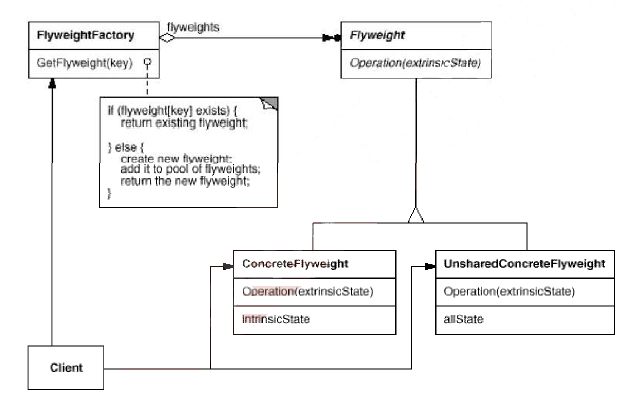 flyweights
FlyweightFactory
Flyweight
GetFlyweight(key)
Operation(extrinsicState)
if (flyweight[key] exists) {
return existing flyweight;
} else {
create new flyweight;
add it to pool of flyweights;
return the new flyweight;
}
ConcreteFlyweight
UnsharedConcreteFlyweight
Operation(extrinsicState)
Operation(extrinsicState)
intrinsicState
allState
Client